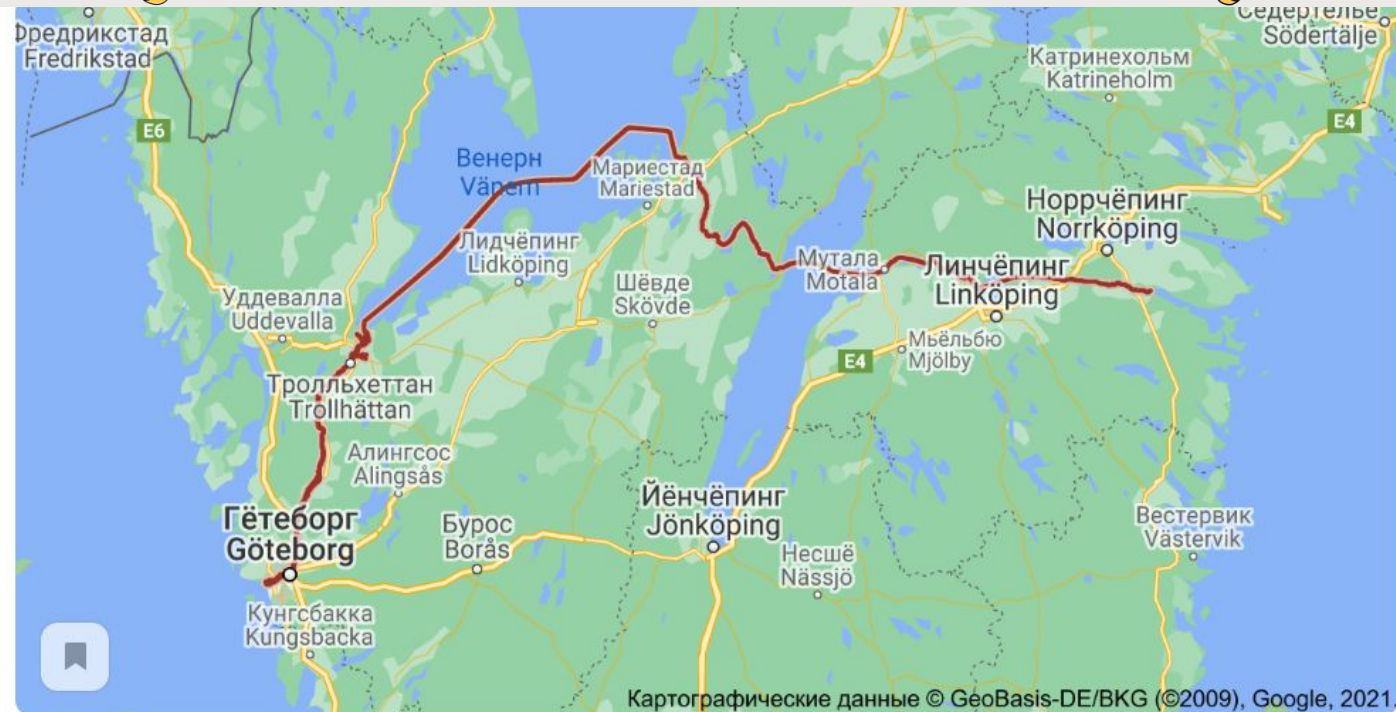 Седертелье
Södertälje
Фредрикстад
Fredrikstad
Катринехольм
Katrineholm
E6
E4
Венерн
Vänern
Мариестад
Mariestad
Норрчёпинг
Norrköping
Лидчёпинг
Lidköping
Мутала
Motala
Линчёпинг
Linköping
Шёвде
Skövde
Уддевалла
Uddevalla
Мьёльбю
Mjölby
E4
Тролльхеттан
Trollhättan
Алингсос
Alingsås
Йёнчёпинг
Jönköping
Гётеборг
Göteborg
Бурос
Borås
Вестервик
Västervik
Несшё
Nässjö
Кунгсбакка
Kungsbacka
Картографические данные © GeoBasis-DE/BKG (©2009), Google, 2021